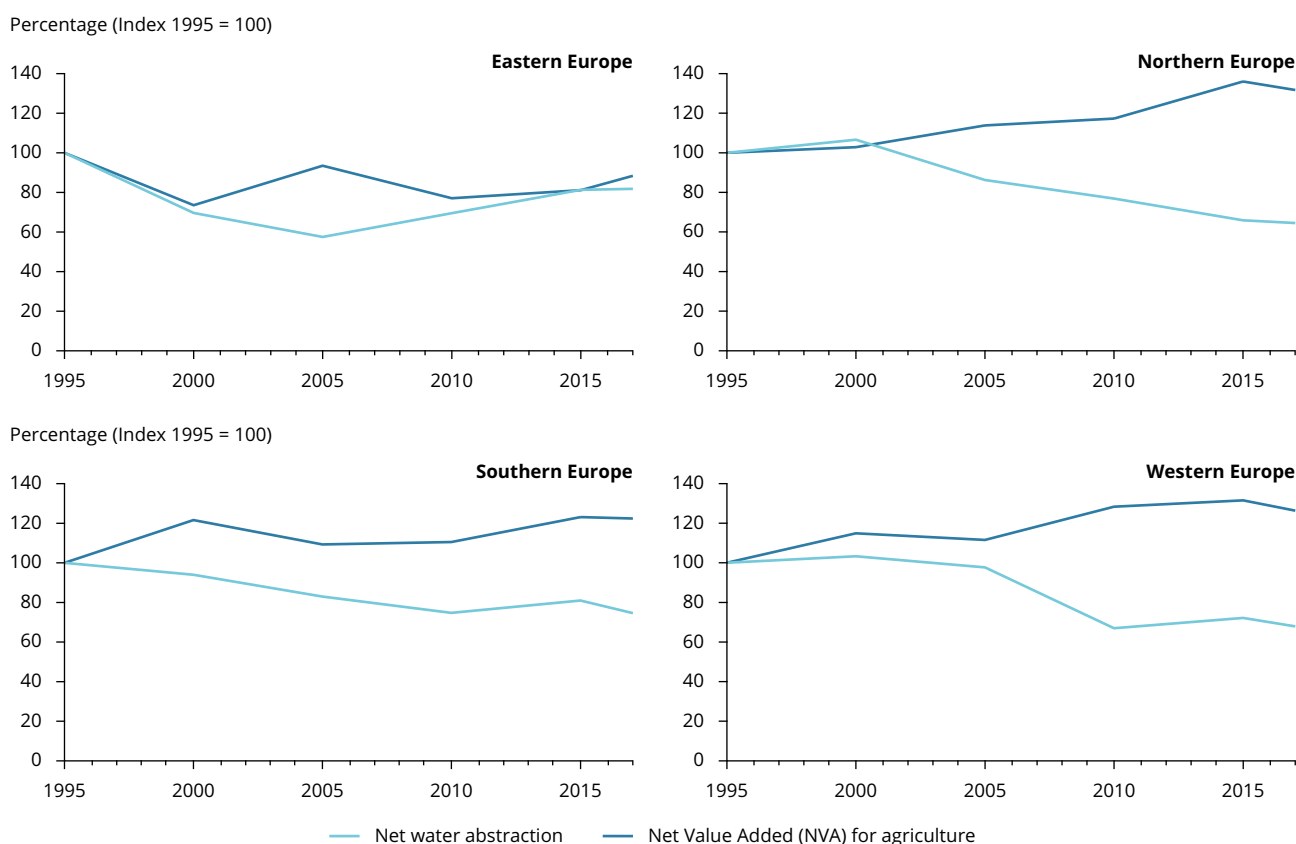 Percentage (Index 1995 = 100)
Eastern Europe
140
120
100
80
60
40
20
0
1995 2000 2005 2010 2015
Northern Europe
140
120
100
80
60
40
20
0
1995 2000 2005 2010 2015
Percentage (Index 1995 = 100)
Southern Europe
140
120
100
80
60
40
20
0
1995 2000 2005 2010 2015
Western Europe
140
120
100
80
60
40
20
0
1995 2000 2005 2010 2015
Net water abstraction Net Value Added (NVA) for agriculture